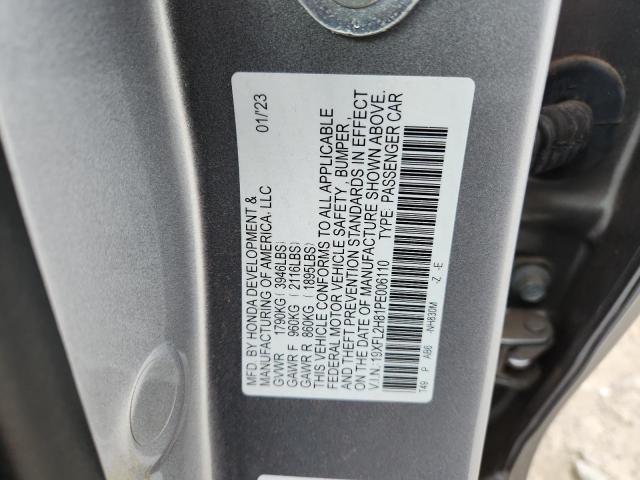 MFD. BY HONDA DEVELOPMENT & 01/'23
MANUFACTURING OF AMERICA, LLC
GVWR 1790KG (3946LBS)
GAWR F 960KG (2116LBS)
GAWR R 860KG (1895LBS)
THIS VEHICLE CONFORMS TO ALL APPLICABLE
FEDERAL MOTOR VEHICLE SAFETY, BUMPER,
AND THEFT PREVENTION STANDARDS IN EFFECT
ON THE DATE OF MANUFACTURE SHOWN ABOVE.
V.I.N.:19XFL2H81PE006110 TYPE: PASSENGER CAR
T49 P AB6 -NH830M -Z -E